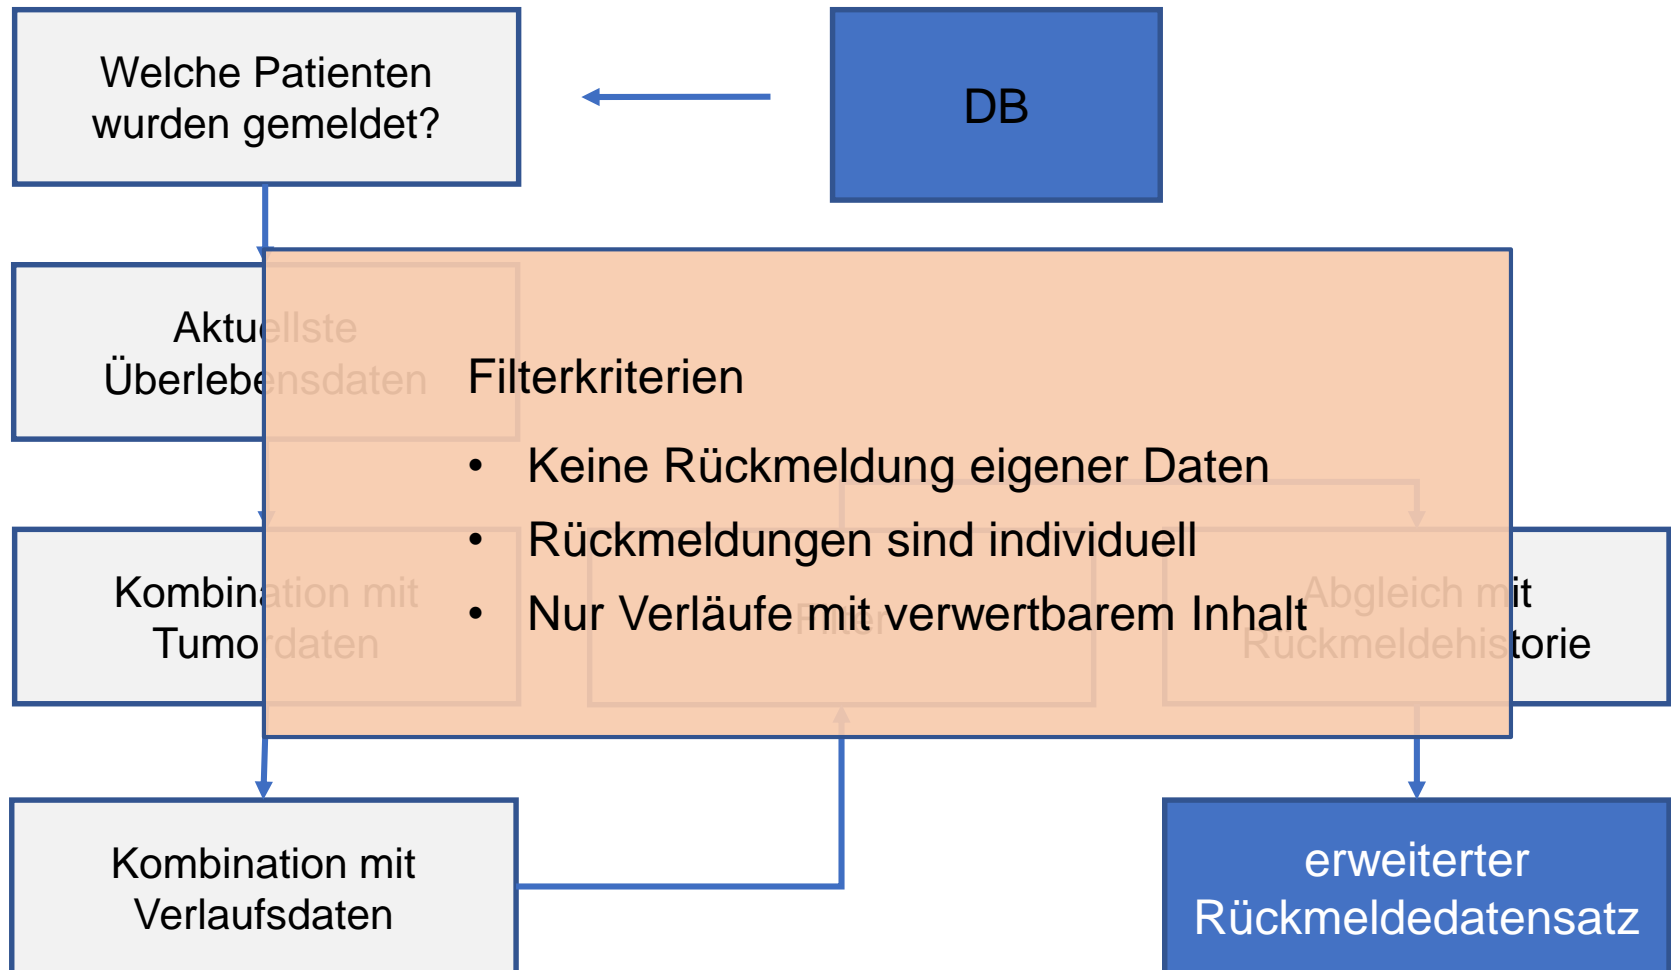 Welche Patienten
wurden gemeldet?
DB
Aktuellste
Überlebensdaten
Filterkriterien
• Keine Rückmeldung eigener Daten
• Rückmeldungen sind individuell
• Nur Verläufe mit verwertbarem Inhalt
Kombination mit
Tumordaten
Filter
Abgleich mit
Rückmeldehistorie
Kombination mit
Verlaufsdaten
erweiterter
Rückmeldedatensatz